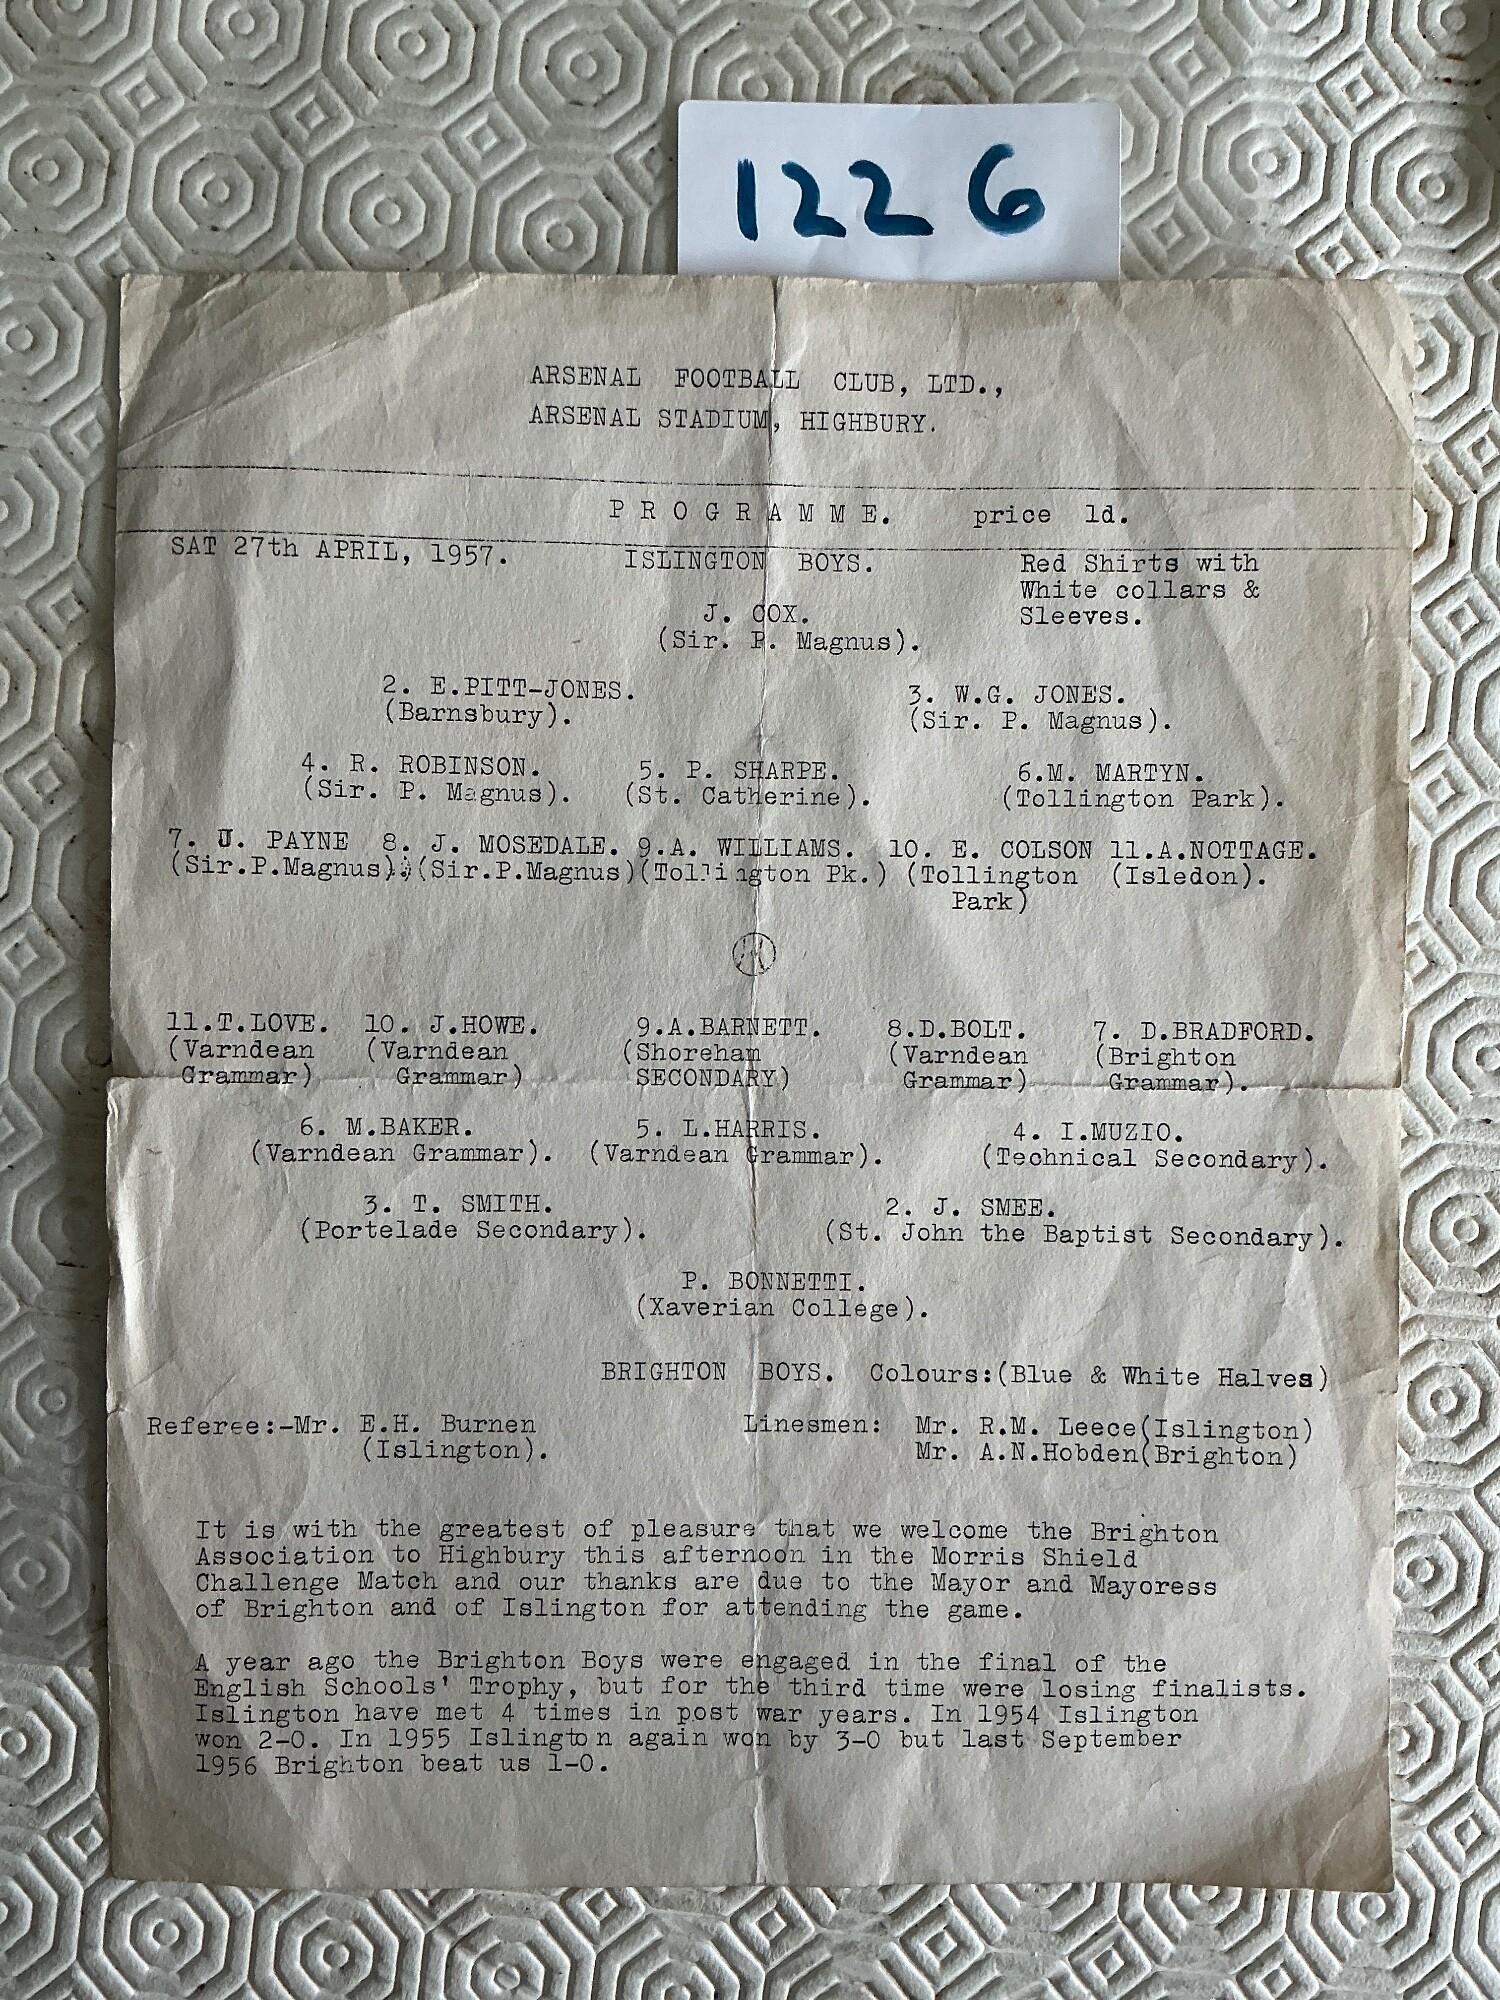 1226
ARSENAL FOOTBALL CLUB, LTD.,
ARSENAL STADIUM, HIGHBURY.
PROGRAMME. price 1d.
SAT 27th APRIL, 1957. ISLINGTON BOYS. Red Shirts with
White collars &
Sleeves.
J. COX.
(Sir. P. Magnus).
2. E.PITT-JONES. 3. W.G. JONES.
(Barnsbury). (Sir. P. Magnus).
4. R. ROBINSON. 5. P. SHARPE. 6.M. MARTYN.
(Sir. P. Magnus). (St. Catherine). (Tollington Park).
7. J. PAYNE 8. J. MOSEDALE. 9.A. WILLIAMS. 10. E. COLSON 11.A.NOTTAGE.
(Sir.P.Magnus) (Sir.P.Magnus) (Tollington Pk.) (Tollington (Isledon).
Park)
11.T.LOVE. 10. J.HOWE. 9.A.BARNETT. 8.D.BOLT. 7. D.BRADFORD.
(Varndean (Varndean (Shoreham (Varndean (Brighton
Grammar) Grammar) SECONDARY) Grammar) Grammar).
6. M.BAKER. 5. L.HARRIS. 4. I.MUZIO.
(Varndean Grammar). (Varndean Grammar). (Technical Secondary).
3. T. SMITH. 2. J. SMEE.
(Portelade Secondary). (St. John the Baptist Secondary).
P. BONNETTI.
(Xaverian College).
BRIGHTON BOYS. Colours:(Blue & White Halves)
Referee:-Mr. E.H. Burnen Linesmen: Mr. R.M. Leece(Islington)
(Islington). Mr. A.N.Hobden(Brighton)
It is with the greatest of pleasure that we welcome the Brighton
Association to Highbury this afternoon in the Morris Shield
Challenge Match and our thanks are due to the Mayor and Mayoress
of Brighton and of Islington for attending the game.
A year ago the Brighton Boys were engaged in the final of the
English Schools' Trophy, but for the third time were losing finalists.
Islington have met 4 times in post war years. In 1954 Islington
won 2-0. In 1955 Islington again won by 3-0 but last September
1956 Brighton beat us 1-0.